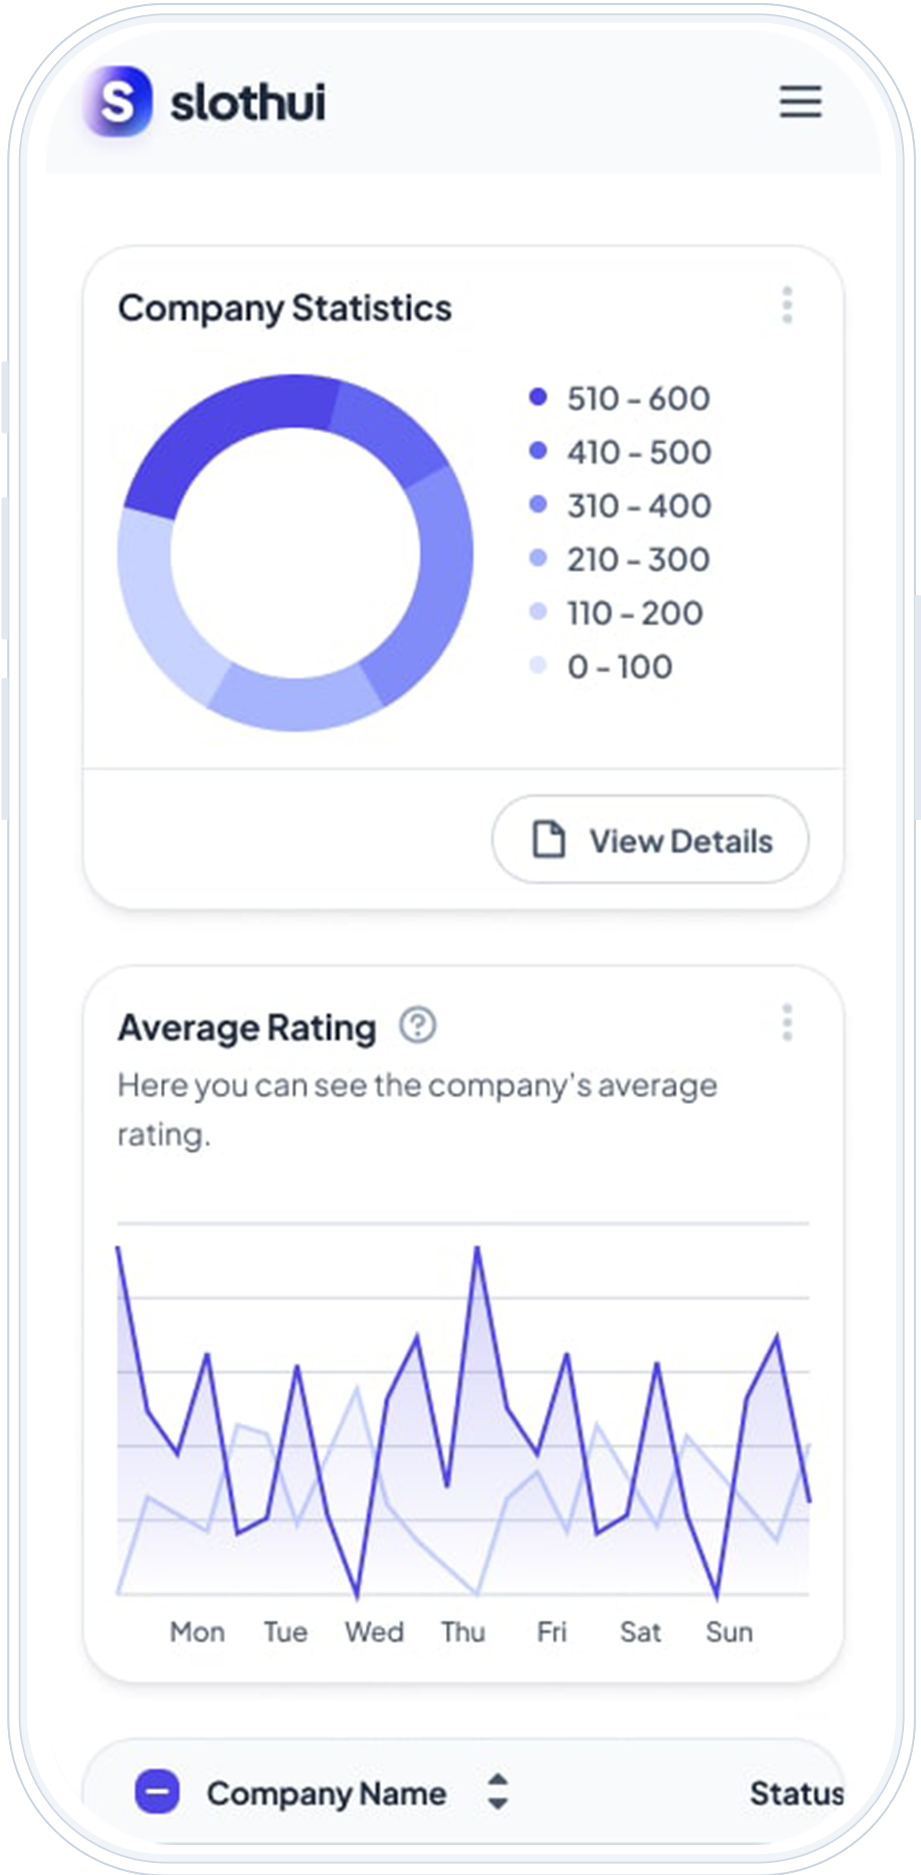 S slothui
Company Statistics
510 - 600
410 - 500
310 - 400
210 - 300
110 - 200
0 - 100
View Details
Average Rating ?
Here you can see the company's average
rating.
Mon Tue Wed Thu Fri Sat Sun
Company Name Status